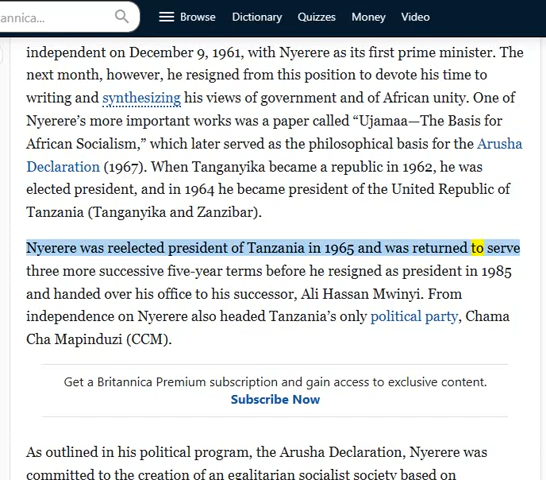 annica... Browse Dictionary Quizzes Money Video
independent on December 9, 1961, with Nyerere as its first prime minister. The
next month, however, he resigned from this position to devote his time to
writing and synthesizing his views of government and of African unity. One of
Nyerere’s more important works was a paper called “Ujamaa—The Basis for
African Socialism,” which later served as the philosophical basis for the Arusha
Declaration (1967). When Tanganyika became a republic in 1962, he was
elected president, and in 1964 he became president of the United Republic of
Tanzania (Tanganyika and Zanzibar).
Nyerere was reelected president of Tanzania in 1965 and was returned to serve
three more successive five-year terms before he resigned as president in 1985
and handed over his office to his successor, Ali Hassan Mwinyi. From
independence on Nyerere also headed Tanzania’s only political party, Chama
Cha Mapinduzi (CCM).
Get a Britannica Premium subscription and gain access to exclusive content.
Subscribe Now
As outlined in his political program, the Arusha Declaration, Nyerere was
committed to the creation of an egalitarian socialist society based on